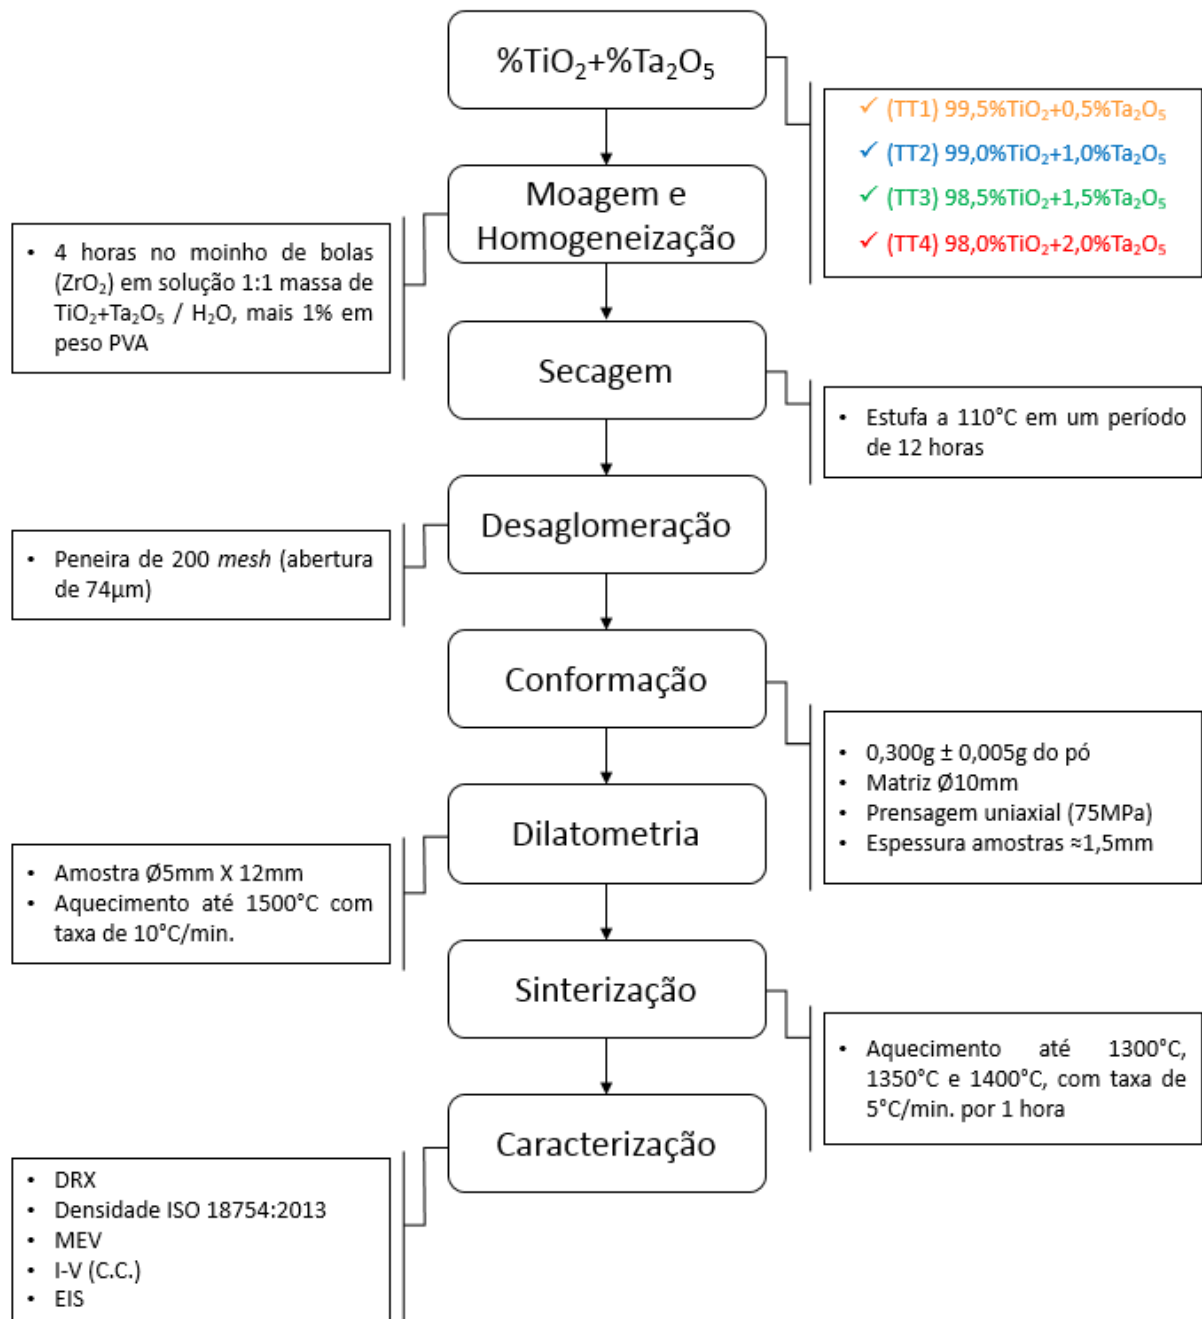 %TiO₂+%Ta₂O₅
✓ (TT1) 99,5%TiO₂+0,5%Ta₂O₅
✓ (TT2) 99,0%TiO₂+1,0%Ta₂O₅
✓ (TT3) 98,5%TiO₂+1,5%Ta₂O₅
✓ (TT4) 98,0%TiO₂+2,0%Ta₂O₅
Moagem e
Homogeneização
• 4 horas no moinho de bolas
(ZrO₂) em solução 1:1 massa de
TiO₂+Ta₂O₅ / H₂O, mais 1% em
peso PVA
Secagem
• Estufa a 110°C em um período
de 12 horas
Desaglomeração
• Peneira de 200 mesh (abertura
de 74µm)
Conformação
• 0,300g ± 0,005g do pó
• Matriz Ø10mm
• Prensagem uniaxial (75MPa)
• Espessura amostras ≈1,5mm
Dilatometria
• Amostra Ø5mm X 12mm
• Aquecimento até 1500°C com
taxa de 10°C/min.
Sinterização
• Aquecimento até 1300°C,
1350°C e 1400°C, com taxa de
5°C/min. por 1 hora
Caracterização
• DRX
• Densidade ISO 18754:2013
• MEV
• I-V (C.C.)
• EIS